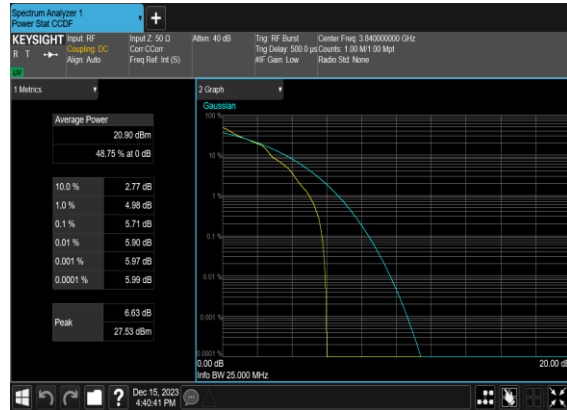 Spectrum Analyzer 1
Power Stat CCDF
KEYSIGHT
R T
LXI
Input: RF
Coupling: DC
Align: Auto
Input Z: 50 Ω
Corr CCorr
Freq Ref: Int (S)
Atten: 40 dB
Trig: RF Burst
Trig Delay: 500.0 µs
#IF Gain: Low
Center Freq: 3.840000000 GHz
Counts: 1.00 M/1.00 Mpt
Radio Std: None
1 Metrics
Average Power
20.90 dBm
48.75 % at 0 dB
10.0 % 2.77 dB
1.0 % 4.98 dB
0.1 % 5.71 dB
0.01 % 5.90 dB
0.001 % 5.97 dB
0.0001 % 5.99 dB
Peak
6.63 dB
27.53 dBm
2 Graph
Gaussian
100 %
10 %
1 %
0.1 %
0.01 %
0.001 %
0.0001 %
0.00 dB
20.00 dB
Info BW 25.000 MHz
Dec 15, 2023
4:40:41 PM